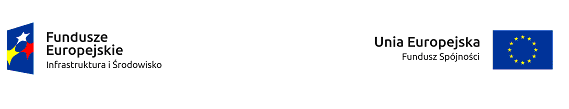 Fundusze
Europejskie
Infrastruktura i Środowisko
Unia Europejska
Fundusz Spójności